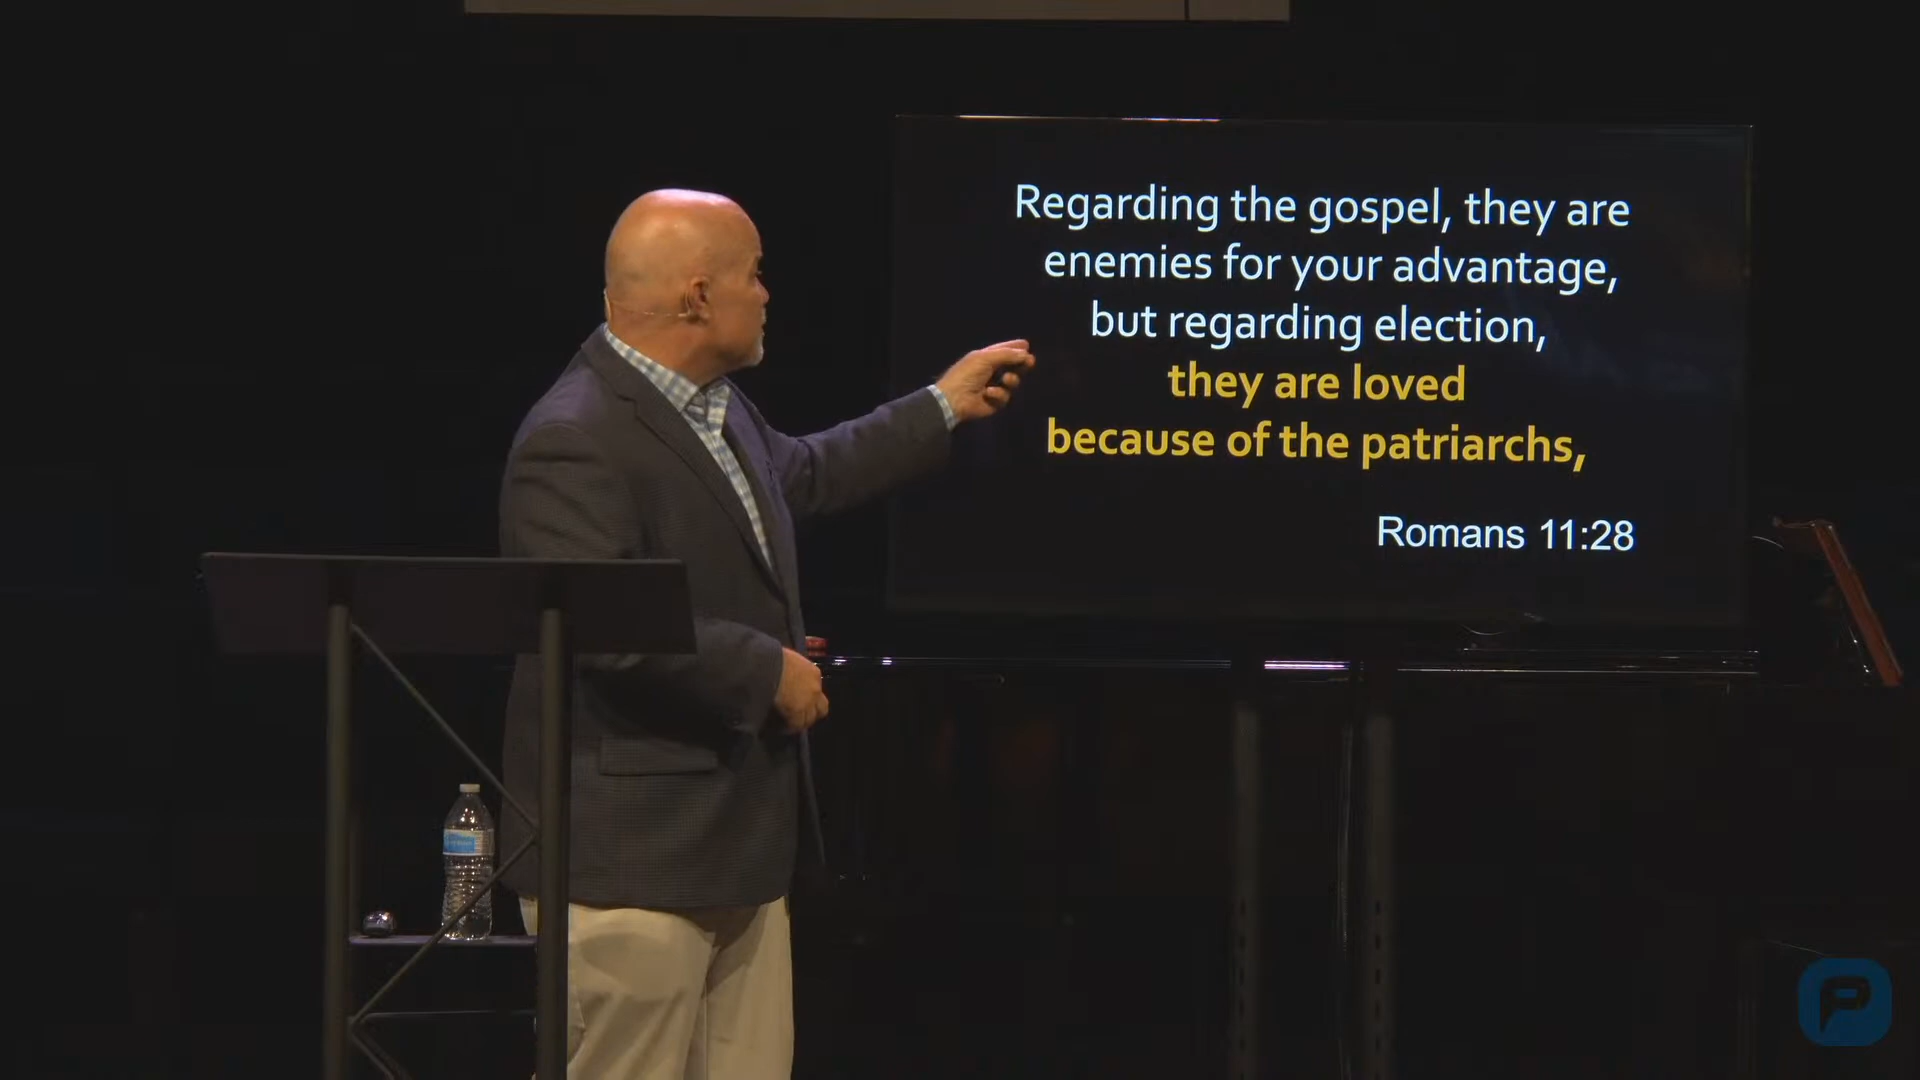 Regarding the gospel, they are
enemies for your advantage,
but regarding election,
they are loved
because of the patriarchs,
Romans 11:28